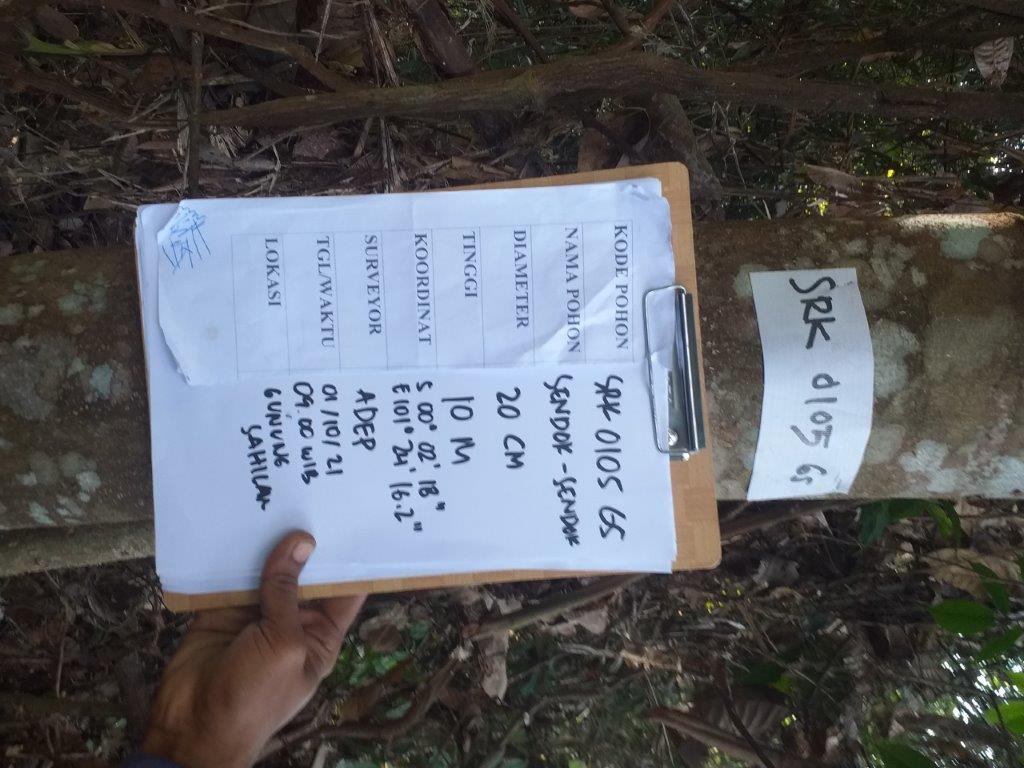 SRK 0105 GS
KODE POHON SRK 0105 GS
NAMA POHON SENDOK-SENDOK
DIAMETER 20 CM
TINGGI 10 M
KOORDINAT S 00° 02' 18"
E 101° 24' 16.2"
SURVEYOR ADEP
TGL/WAKTU 01/10/21
09.00 WIB
LOKASI GUNUNG
SAHILAN